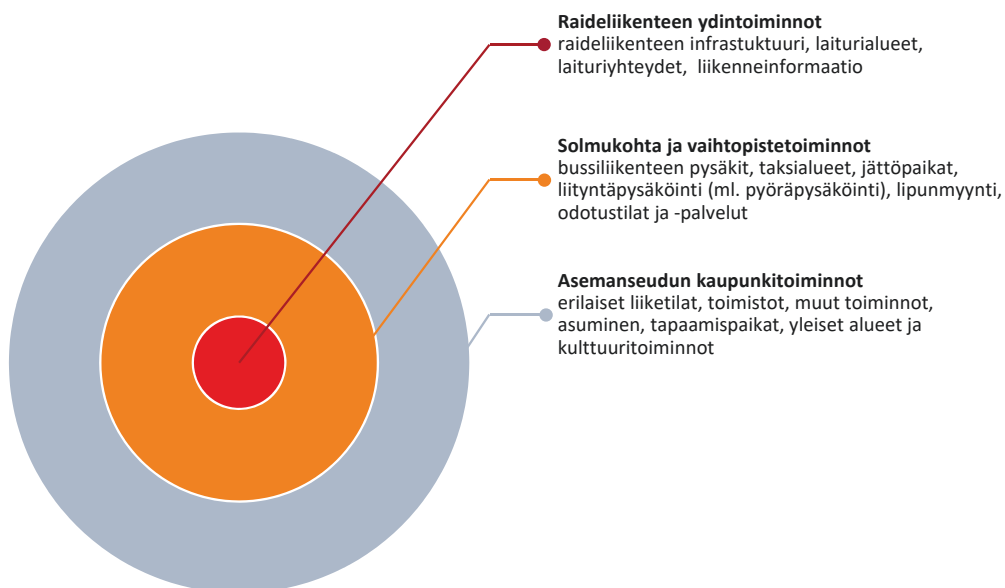 Raideliikenteen ydintoiminnot
raideliikenteen infrastuktuuri, laiturialueet,
laituriyhteydet, liikenneinformaatio
Solmukohta ja vaihtopistetoiminnot
bussiliikenteen pysäkit, taksialueet, jättöpaikat,
liityntäpysäköinti (ml. pyöräpysäköinti), lipunmyynti,
odotustilat ja -palvelut
Asemanseudun kaupunkitoiminnot
erilaiset liiketilat, toimistot, muut toiminnot,
asuminen, tapaamispaikat, yleiset alueet ja
kulttuuritoiminnot